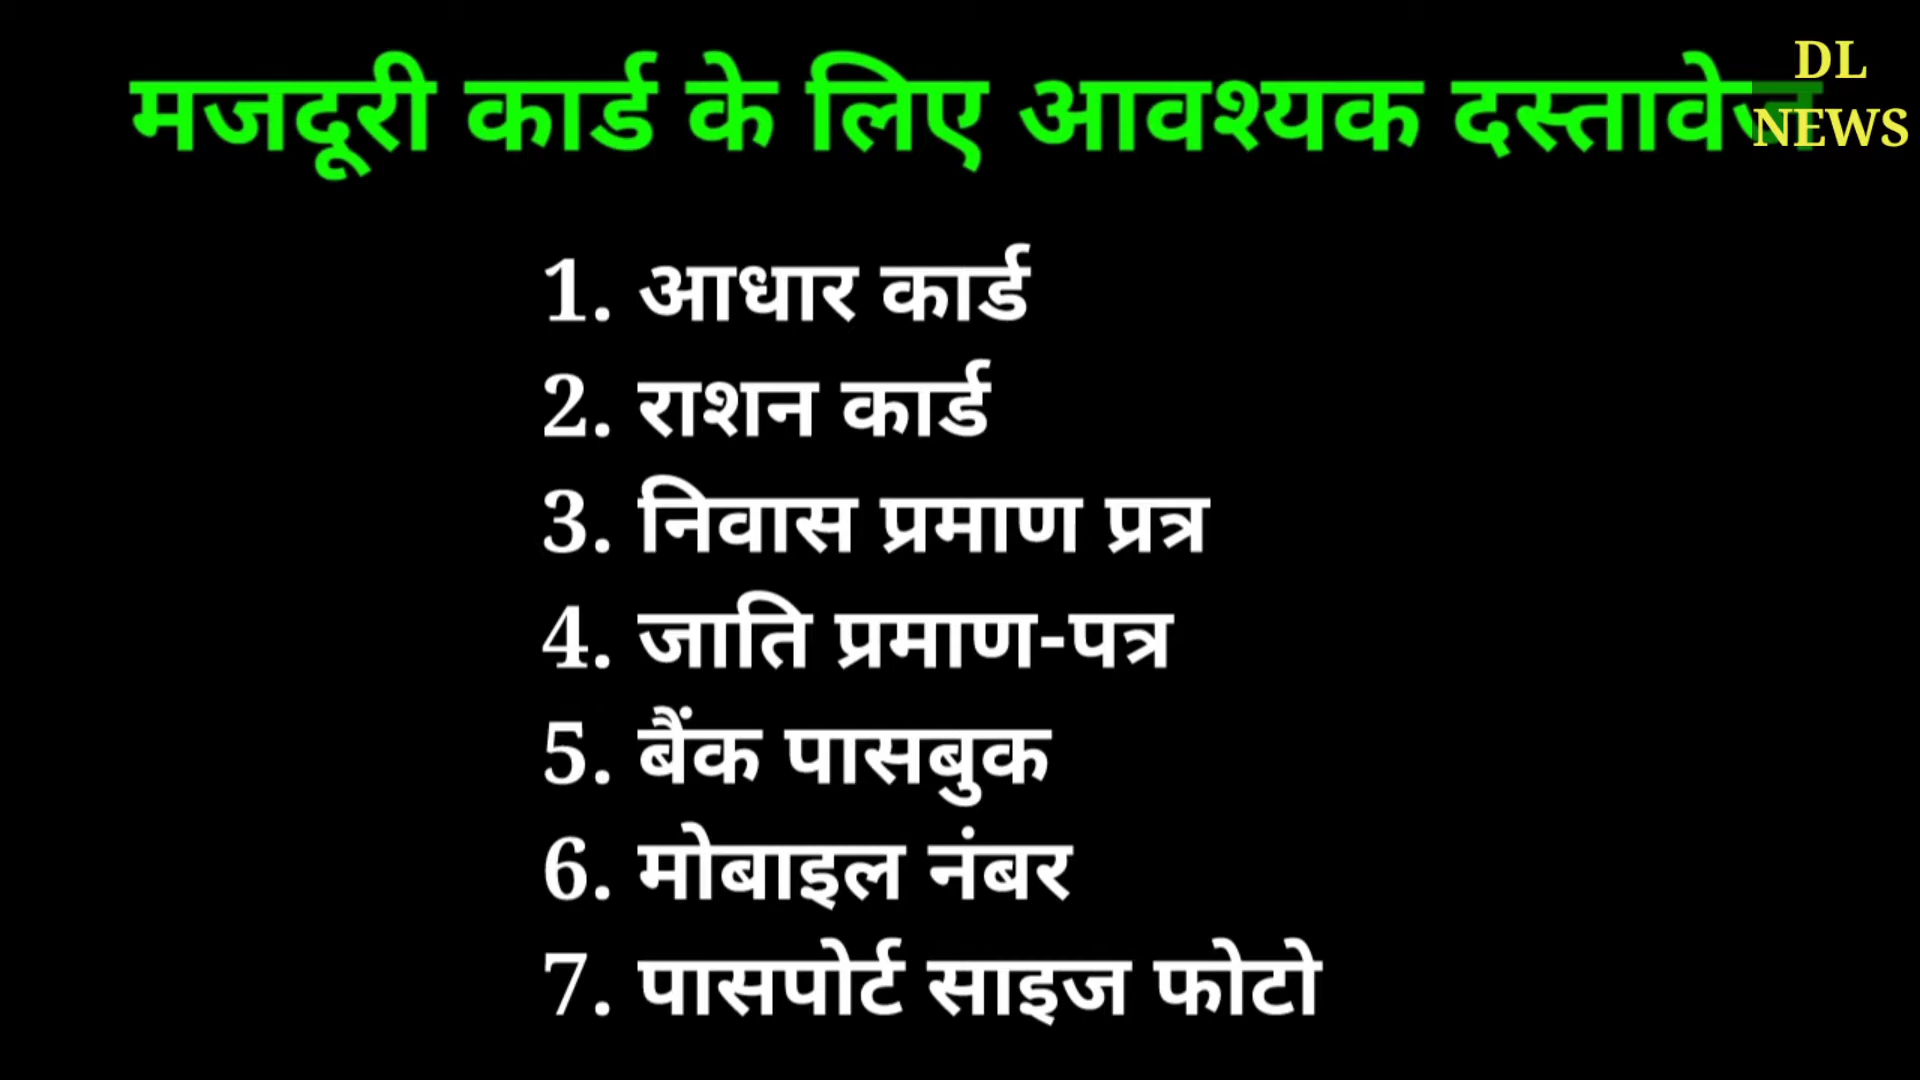 मजदूरी कार्ड के लिए आवश्यक दस्तावेज
DL
NEWS
1. आधार कार्ड
2. राशन कार्ड
3. निवास प्रमाण प्रत्र
4. जाति प्रमाण-पत्र
5. बैंक पासबुक
6. मोबाइल नंबर
7. पासपोर्ट साइज फोटो